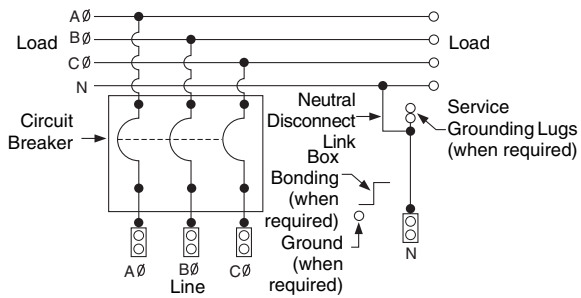 AØ
Load BØ Load
CØ
N
Circuit
Breaker
Neutral
Disconnect
Link
Service
Grounding Lugs
(when required)
Box
Bonding
(when
required)
Ground
(when
required)
AØ BØ CØ
Line
N